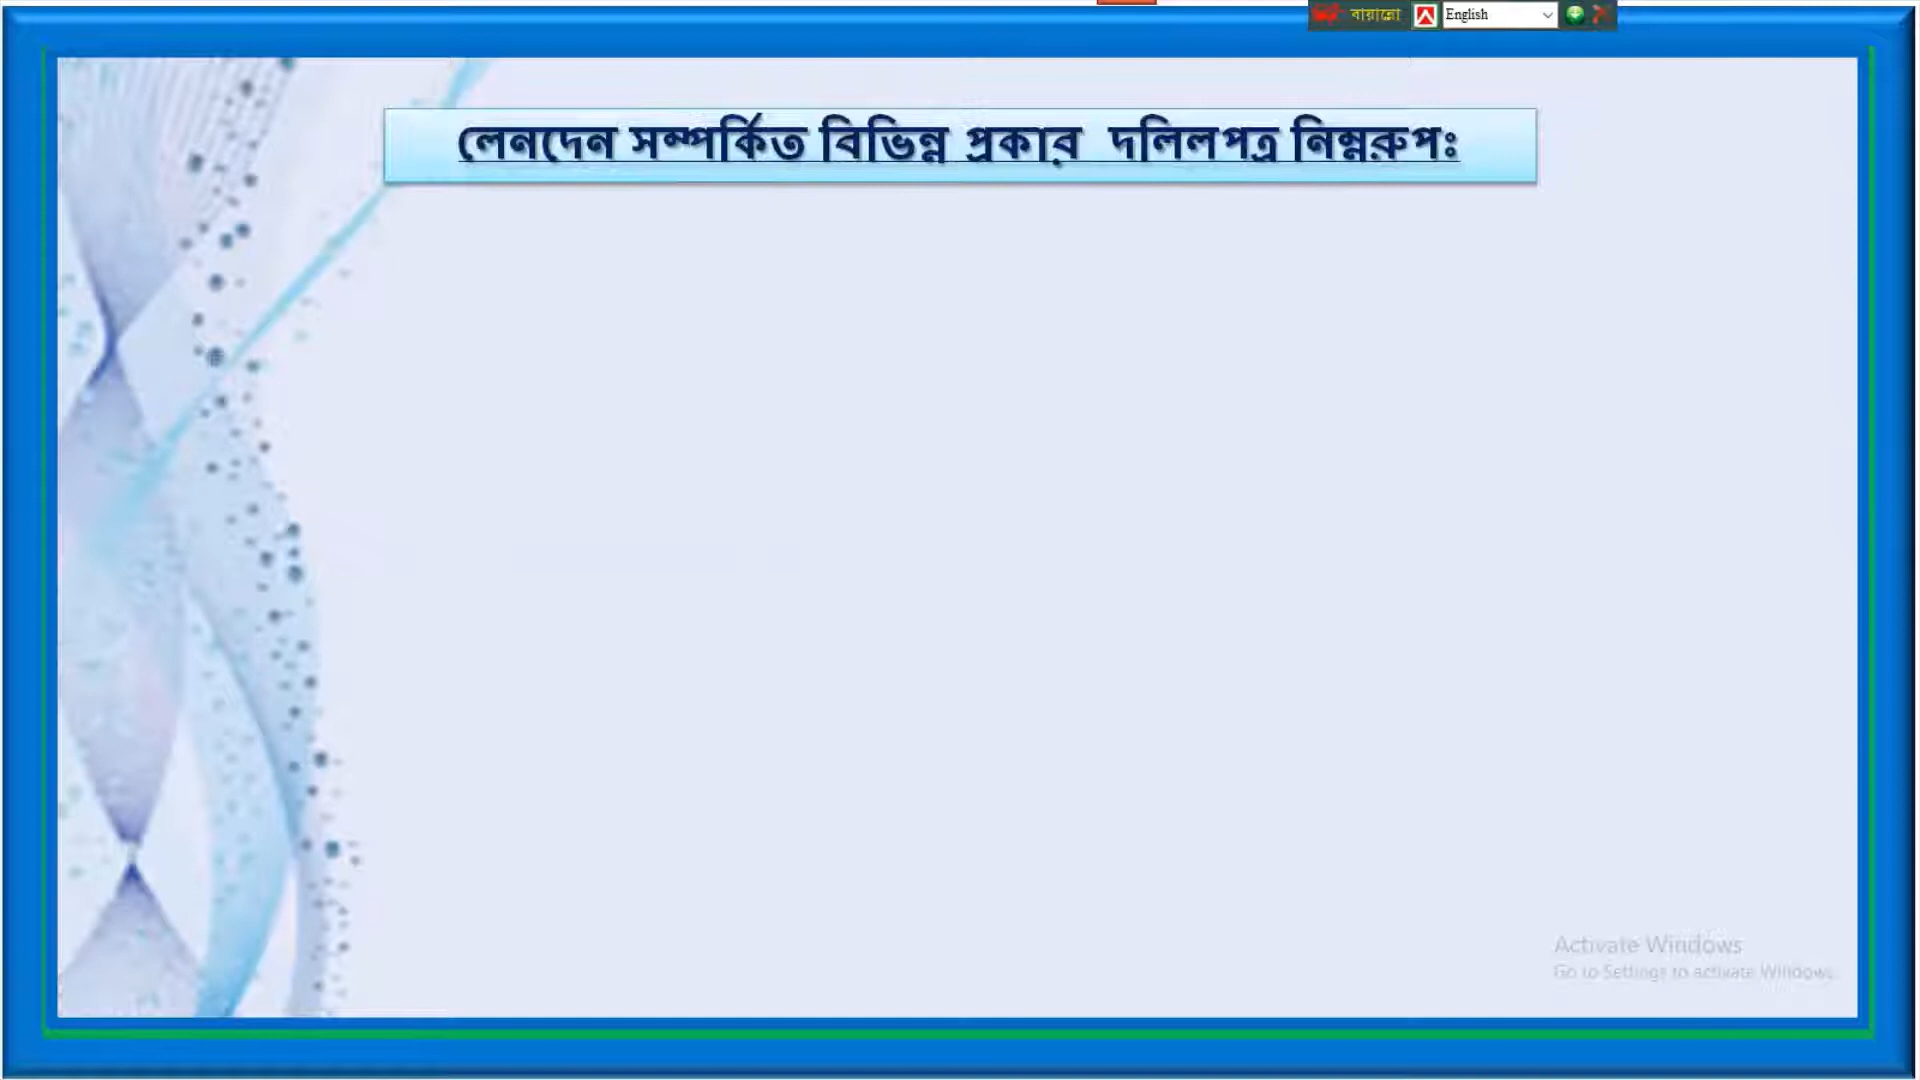 বায়ান্নো English
লেনদেন সম্পর্কিত বিভিন্ন প্রকার দলিলপত্র নিম্নরুপঃ
Activate Windows
Go to Settings to activate Windows.